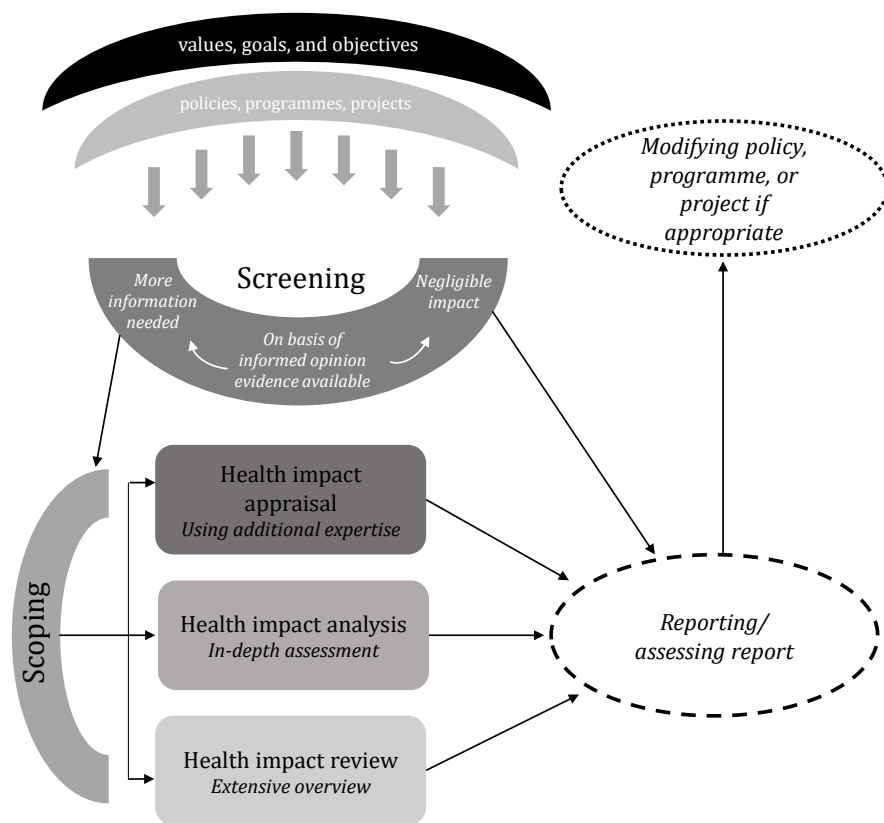 values, goals, and objectives
policies, programmes, projects
Modifying policy,
programme, or
project if
appropriate
Screening
More
information
needed
Negligible
impact
On basis of
informed opinion
evidence available
Scoping
Health impact
appraisal
Using additional expertise
Health impact analysis
In-depth assessment
Health impact review
Extensive overview
Reporting/
assessing report